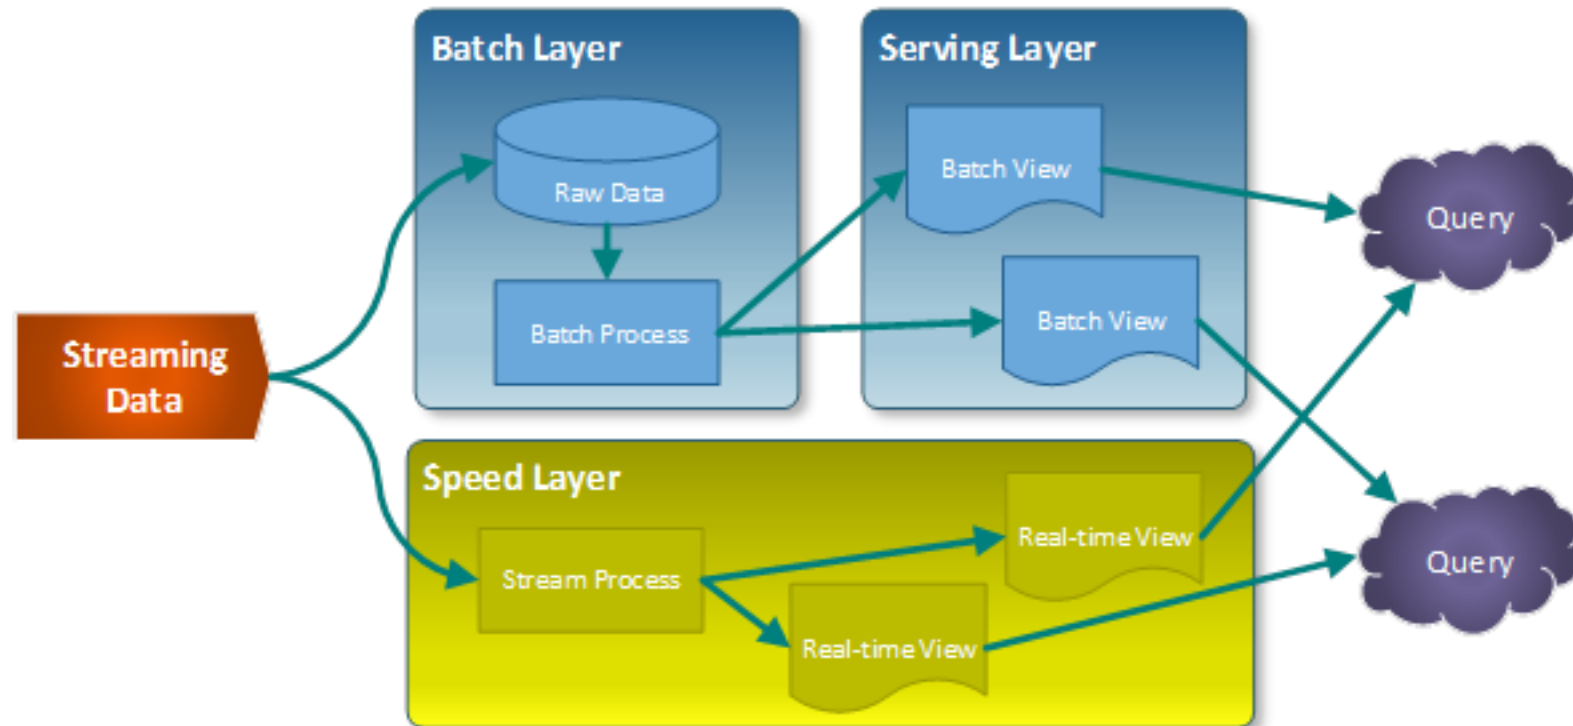 Batch Layer
Serving Layer
Raw Data
Batch View
Query
Batch Process
Batch View
Streaming
Data
Speed Layer
Real-time View
Stream Process
Query
Real-time View